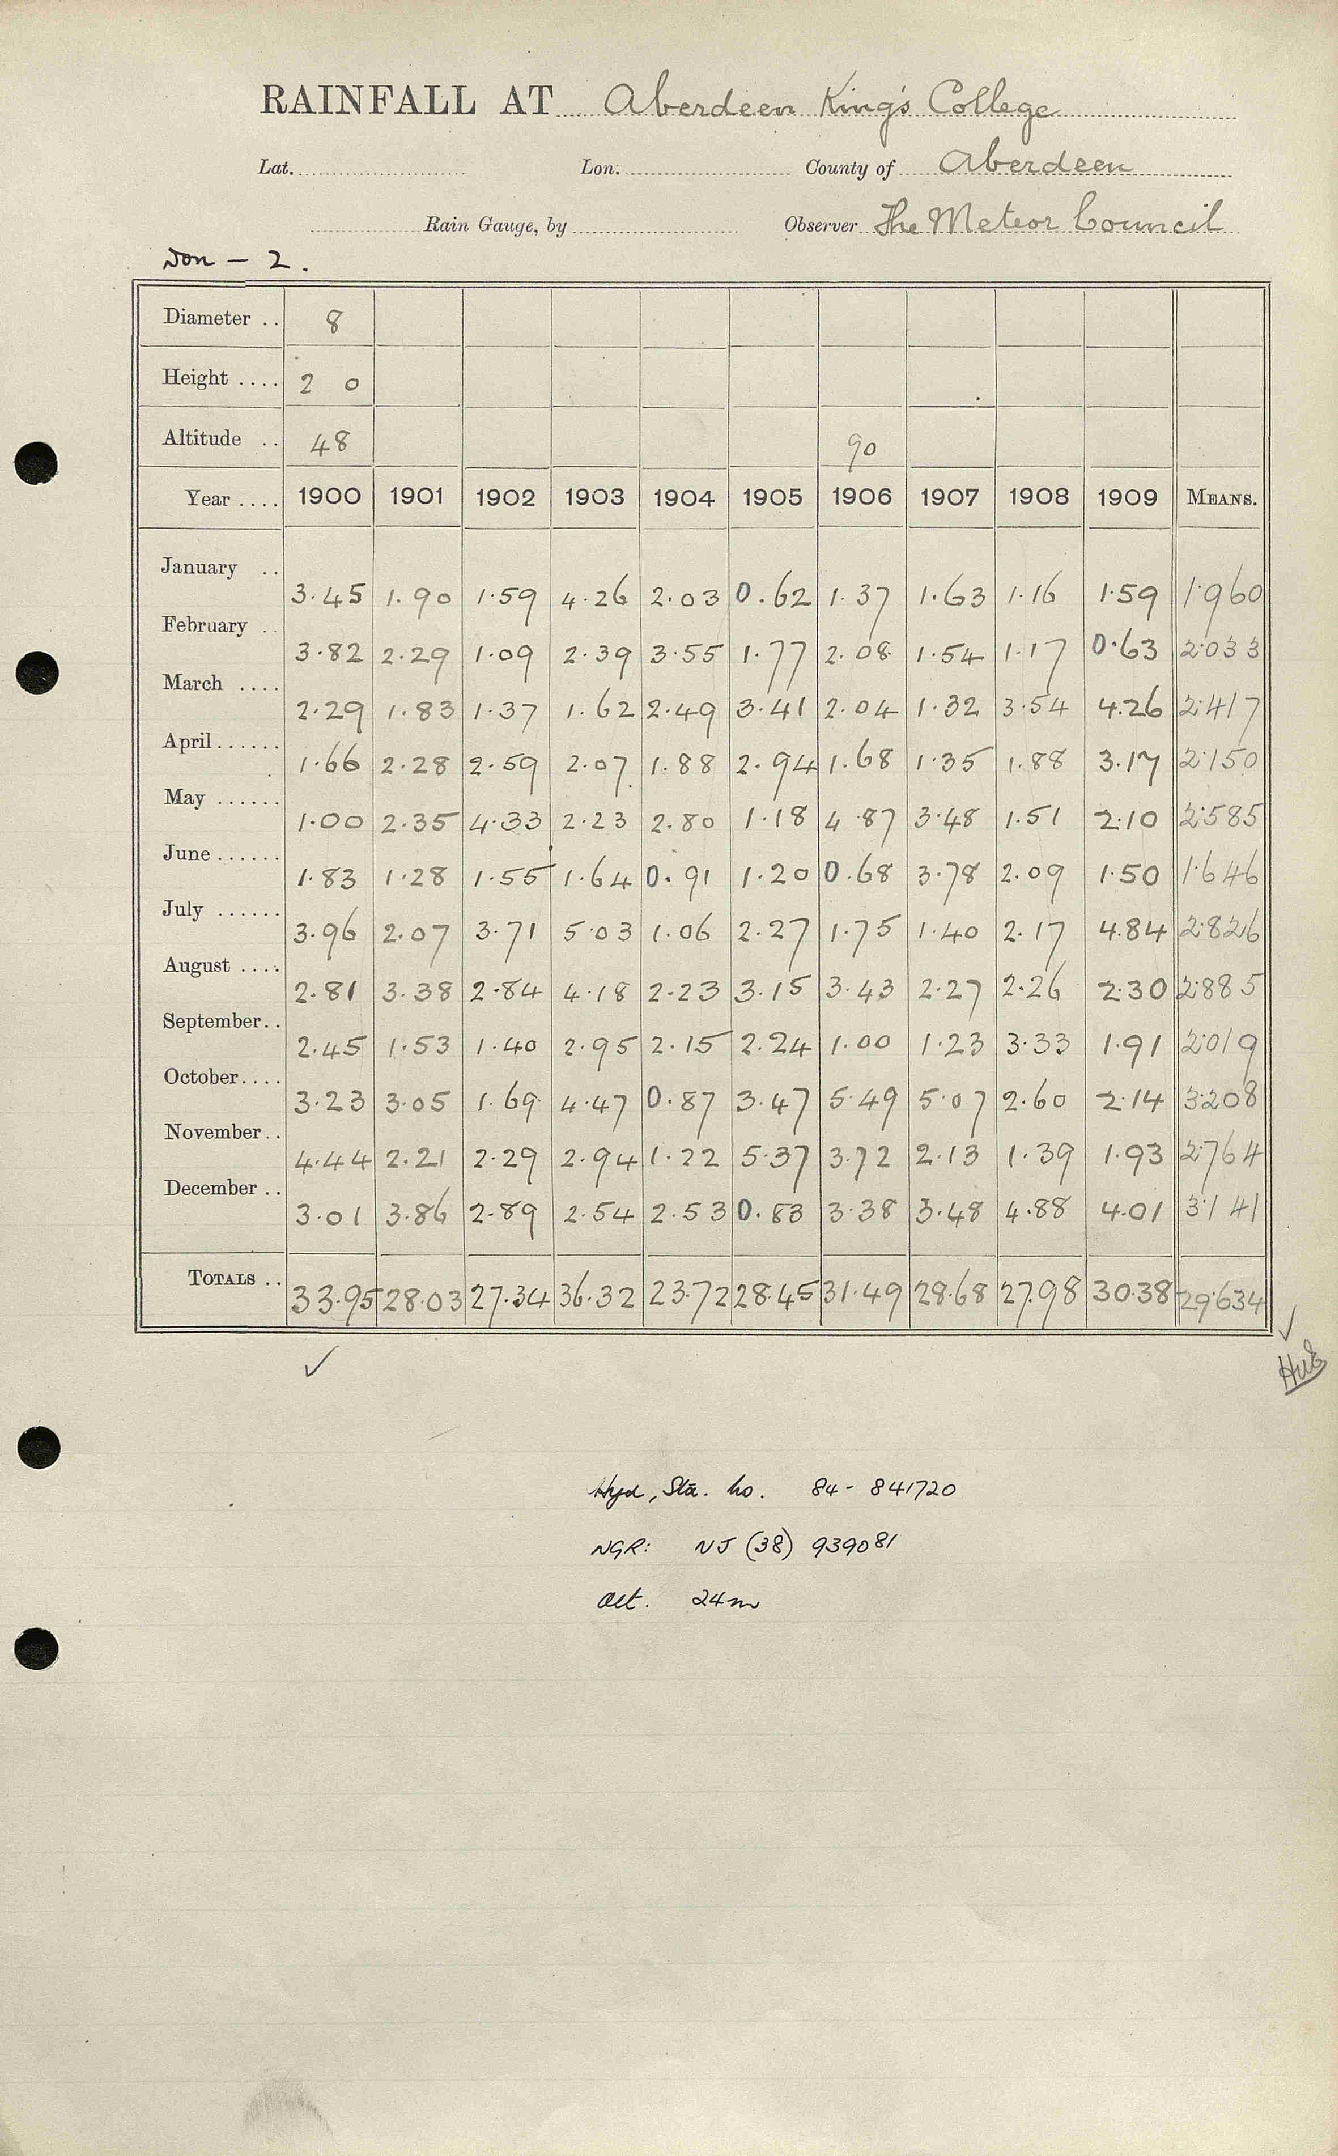 RAINFALL AT Aberdeen King's College
Lat. Lon. County of Aberdeen
Rain Gauge, by Observer The Meteor Council
Don - 2.
Diameter .. 8
Height .... 2 0
Altitude .. 48 90
Year .... 1900 1901 1902 1903 1904 1905 1906 1907 1908 1909 MEANS.
January .. 3.45 1.90 1.59 4.26 2.03 0.62 1.37 1.63 1.16 1.59 1.960
February .. 3.82 2.29 1.09 2.39 3.55 1.77 2.08 1.54 1.17 0.63 2.033
March .... 2.29 1.83 1.37 1.62 2.49 3.41 2.04 1.32 3.54 4.26 2.417
April...... 1.66 2.28 2.59 2.07 1.88 2.94 1.68 1.35 1.88 3.17 2.150
May ...... 1.00 2.35 4.33 2.23 2.80 1.18 4.87 3.48 1.51 2.10 2.585
June...... 1.83 1.28 1.55 1.64 0.91 1.20 0.68 3.78 2.09 1.50 1.646
July ...... 3.96 2.07 3.71 5.03 1.06 2.27 1.75 1.40 2.17 4.84 2.826
August .... 2.81 3.38 2.84 4.18 2.23 3.15 3.43 2.27 2.26 2.30 2.885
September.. 2.45 1.53 1.40 2.95 2.15 2.24 1.00 1.23 3.33 1.91 2.019
October.... 3.23 3.05 1.69 4.47 0.87 3.47 5.49 5.07 2.60 2.14 3.208
November.. 4.44 2.21 2.29 2.94 1.22 5.37 3.72 2.13 1.39 1.93 2.764
December .. 3.01 3.86 2.89 2.54 2.53 0.83 3.38 3.48 4.88 4.01 3.141
TOTALS .. 33.95 28.03 27.34 36.32 23.72 28.45 31.49 28.68 27.98 30.38 29.634
Hyd, Sta. No. 84 - 841720
NGR: NJ (38) 939081
Alt. 24m